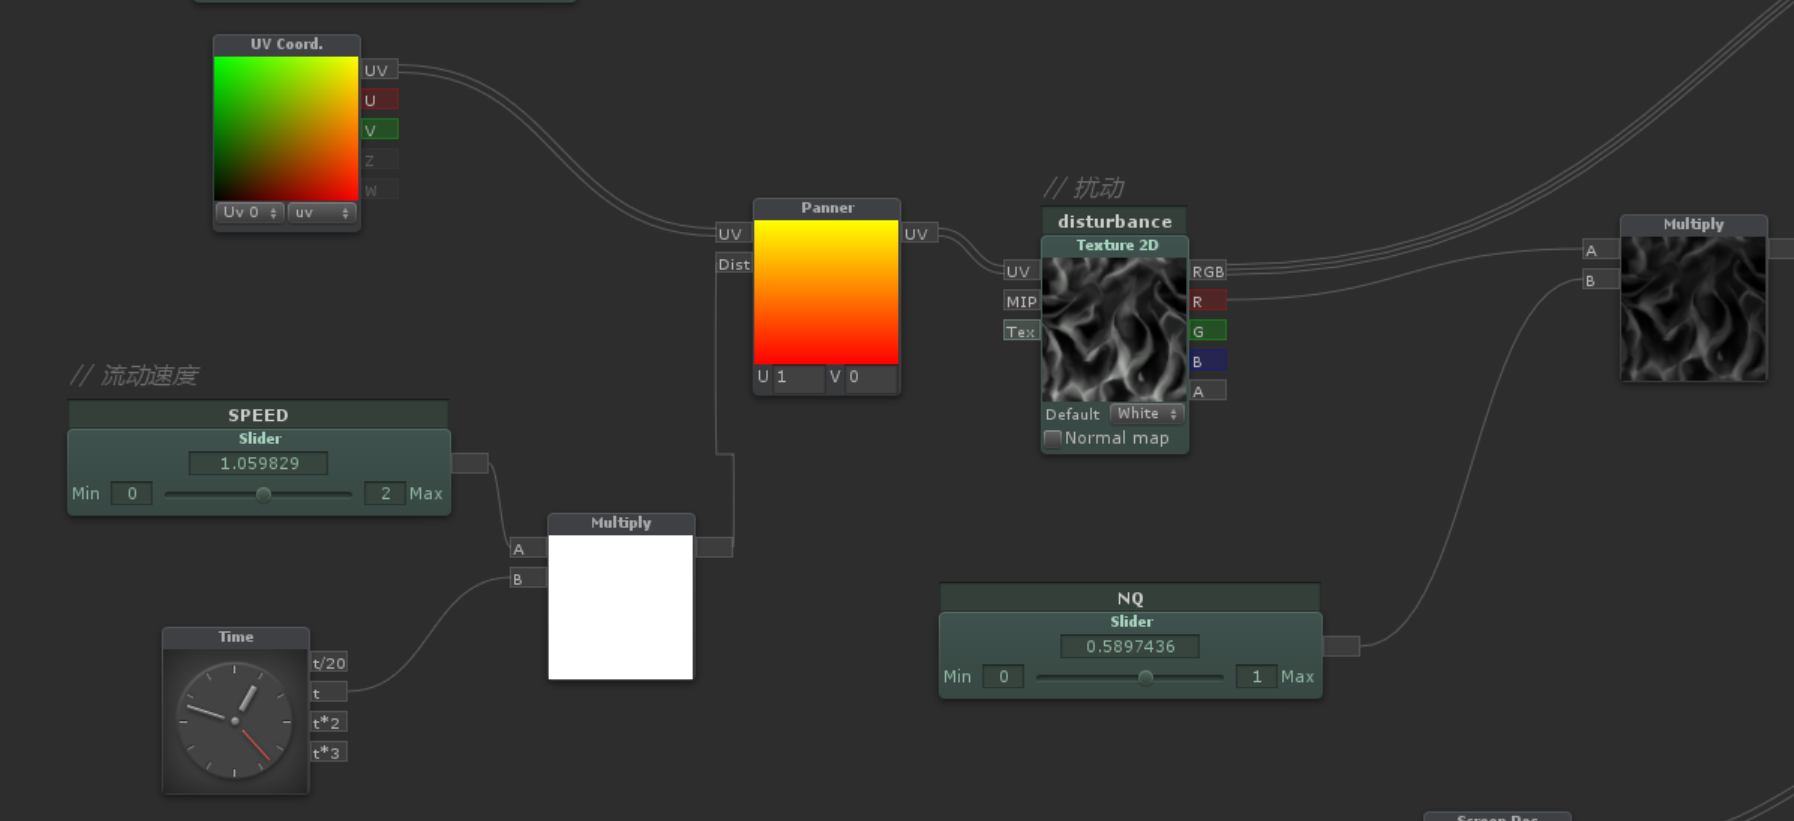 UV Coord.
UV
U
V
Z
W
Uv 0 uv
Panner
UV
Dist
UV
U 1 V 0
// 扰动
disturbance
Texture 2D
UV
MIP
Tex
RGB
R
G
B
A
Default White
Normal map
Multiply
A
B
// 流动速度
SPEED
Slider
1.059829
Min 0 2 Max
Multiply
A
B
Time
t/20
t
t*2
t*3
NQ
Slider
0.5897436
Min 0 1 Max